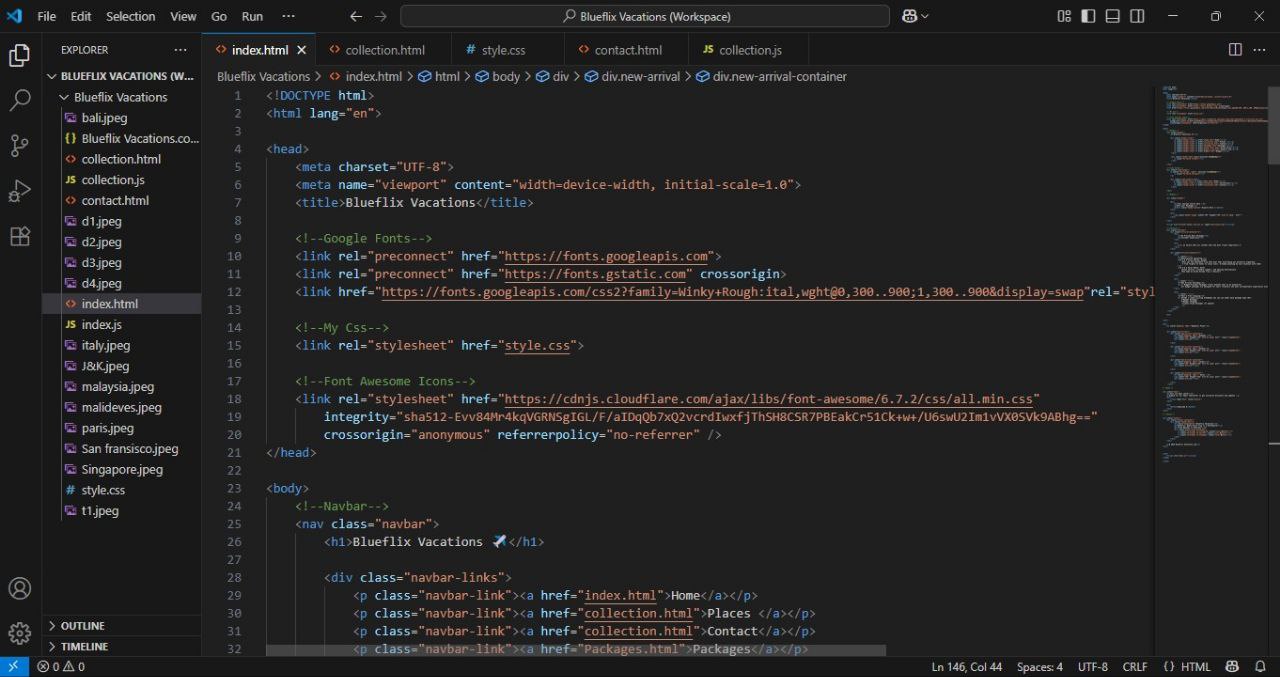 File Edit Selection View Go Run ··· Blueflix Vacations (Workspace)
EXPLORER ···
BLUEFLIX VACATIONS (W...
Blueflix Vacations
bali.jpeg
{} Blueflix Vacations.co...
<> collection.html
JS collection.js
<> contact.html
d1.jpeg
d2.jpeg
d3.jpeg
d4.jpeg
<> index.html
JS index.js
italy.jpeg
J&K.jpeg
malaysia.jpeg
malideves.jpeg
paris.jpeg
San fransisco.jpeg
Singapore.jpeg
# style.css
t1.jpeg
OUTLINE
TIMELINE
<> index.html × <> collection.html # style.css <> contact.html JS collection.js ···
Blueflix Vacations > <> index.html > html > body > div > div.new-arrival > div.new-arrival-container
1 <!DOCTYPE html>
2 <html lang="en">
3
4 <head>
5 <meta charset="UTF-8">
6 <meta name="viewport" content="width=device-width, initial-scale=1.0">
7 <title>Blueflix Vacations</title>
8
9 <!--Google Fonts-->
10 <link rel="preconnect" href="https://fonts.googleapis.com">
11 <link rel="preconnect" href="https://fonts.gstatic.com" crossorigin>
12 <link href="https://fonts.googleapis.com/css2?family=Winky+Rough:ital,wght@0,300..900;1,300..900&display=swap"rel="styl
13
14 <!--My Css-->
15 <link rel="stylesheet" href="style.css">
16
17 <!--Font Awesome Icons-->
18 <link rel="stylesheet" href="https://cdnjs.cloudflare.com/ajax/libs/font-awesome/6.7.2/css/all.min.css"
19 integrity="sha512-Evv84Mr4kqVGRNSgIGL/F/aIDqQb7xQ2vcrdIwxfjThSH8CSR7PBEakCr51Ck+w+/U6swU2Im1vVX0SVk9ABhg=="
20 crossorigin="anonymous" referrerpolicy="no-referrer" />
21 </head>
22
23 <body>
24 <!--Navbar-->
25 <nav class="navbar">
26 <h1>Blueflix Vacations ✈️</h1>
27
28 <div class="navbar-links">
29 <p class="navbar-link"><a href="index.html">Home</a></p>
30 <p class="navbar-link"><a href="collection.html">Places </a></p>
31 <p class="navbar-link"><a href="collection.html">Contact</a></p>
32 <p class="navbar-link"><a href="Packages.html">Packages</a></p>
0 0 Ln 146, Col 44 Spaces: 4 UTF-8 CRLF {} HTML